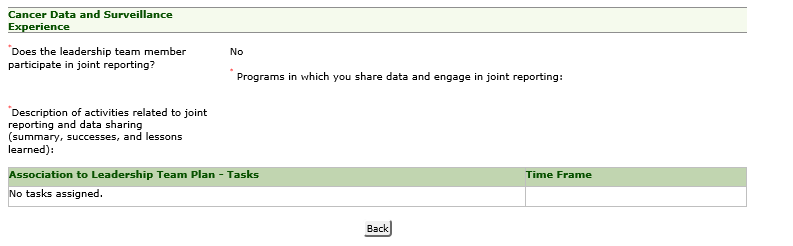 Cancer Data and Surveillance
Experience
*Does the leadership team member No
participate in joint reporting?
* Programs in which you share data and engage in joint reporting:
*Description of activities related to joint
reporting and data sharing
(summary, successes, and lessons
learned):
Association to Leadership Team Plan - Tasks Time Frame
No tasks assigned.
Back